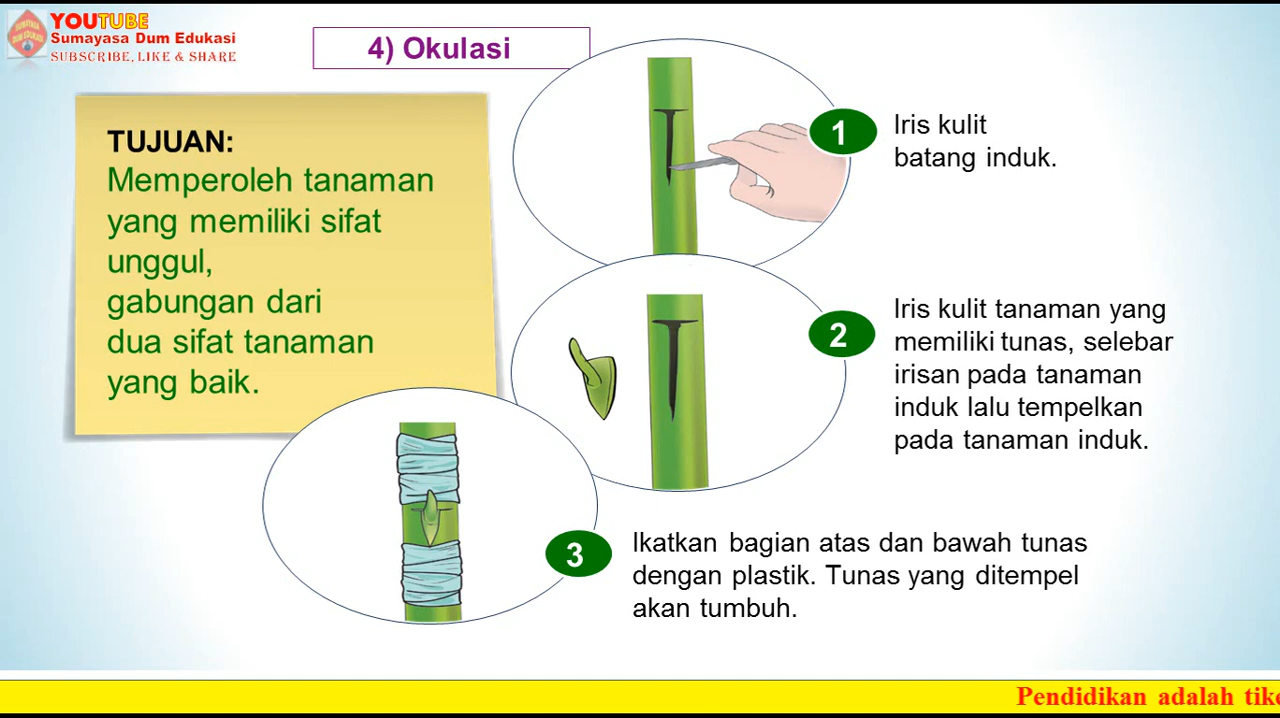 YOUTUBE
Sumayasa Dum Edukasi
SUBSCRIBE, LIKE & SHARE
4) Okulasi
TUJUAN:
Memperoleh tanaman
yang memiliki sifat
unggul,
gabungan dari
dua sifat tanaman
yang baik.
1
Iris kulit
batang induk.
2
Iris kulit tanaman yang
memiliki tunas, selebar
irisan pada tanaman
induk lalu tempelkan
pada tanaman induk.
3
Ikatkan bagian atas dan bawah tunas
dengan plastik. Tunas yang ditempel
akan tumbuh.
Pendidikan adalah